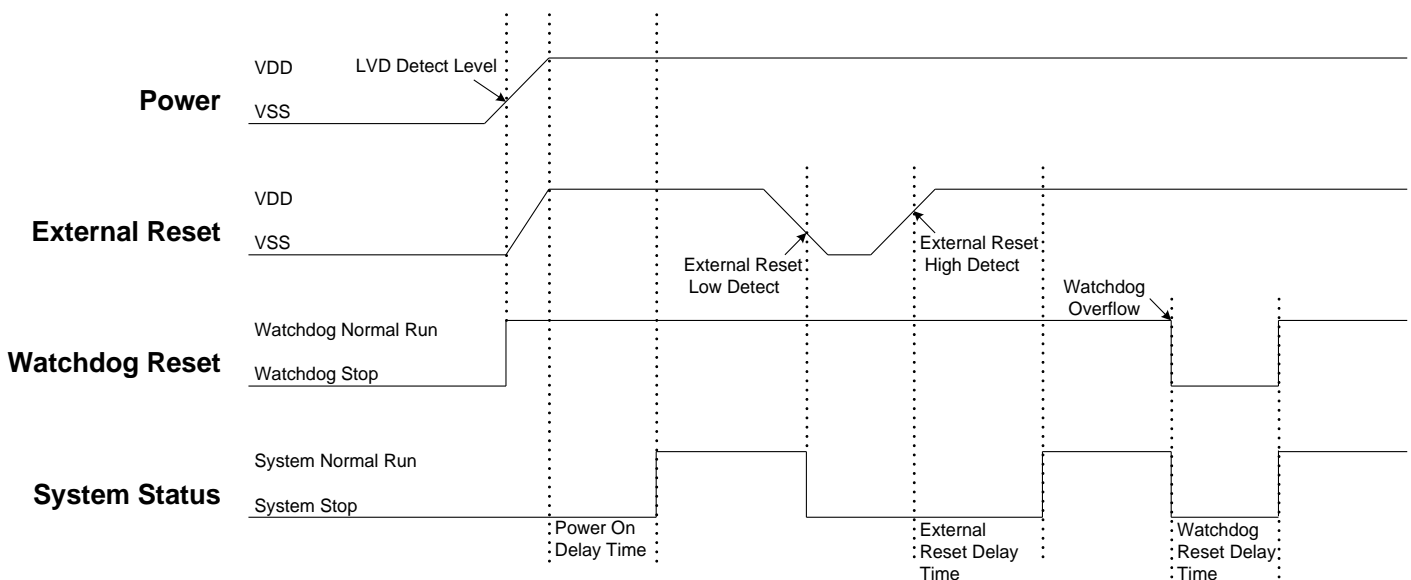 VDD
LVD Detect Level
Power
VSS
VDD
External Reset
VSS
External Reset
Low Detect
External Reset
High Detect
Watchdog
Overflow
Watchdog Normal Run
Watchdog Reset
Watchdog Stop
System Normal Run
System Status
System Stop
Power On
Delay Time
External
Reset Delay
Time
Watchdog
Reset Delay
Time